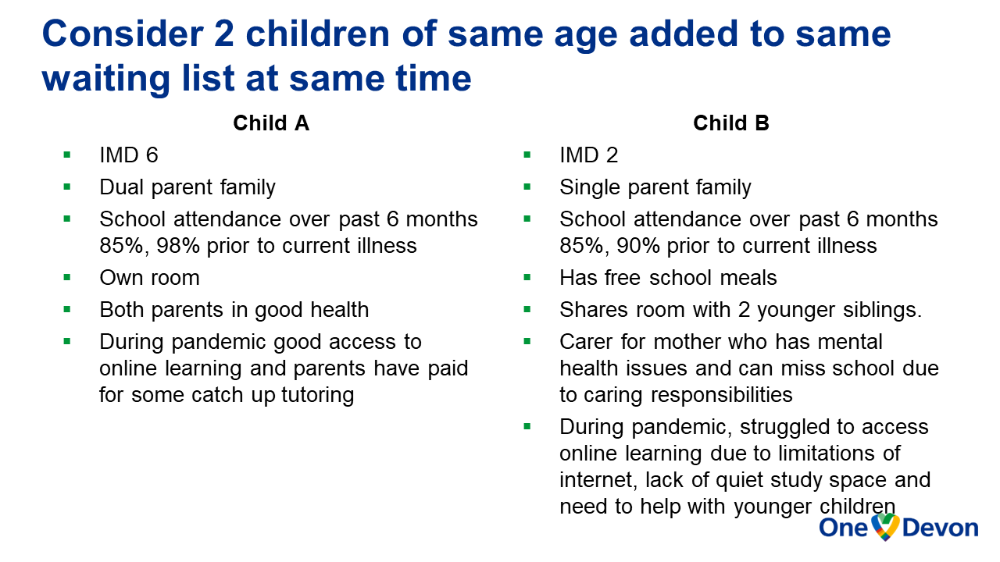 Consider 2 children of same age added to same
waiting list at same time
Child A
▪ IMD 6
▪ Dual parent family
▪ School attendance over past 6 months
85%, 98% prior to current illness
▪ Own room
▪ Both parents in good health
▪ During pandemic good access to
online learning and parents have paid
for some catch up tutoring
Child B
▪ IMD 2
▪ Single parent family
▪ School attendance over past 6 months
85%, 90% prior to current illness
▪ Has free school meals
▪ Shares room with 2 younger siblings.
▪ Carer for mother who has mental
health issues and can miss school due
to caring responsibilities
▪ During pandemic, struggled to access
online learning due to limitations of
internet, lack of quiet study space and
need to help with younger children
One Devon